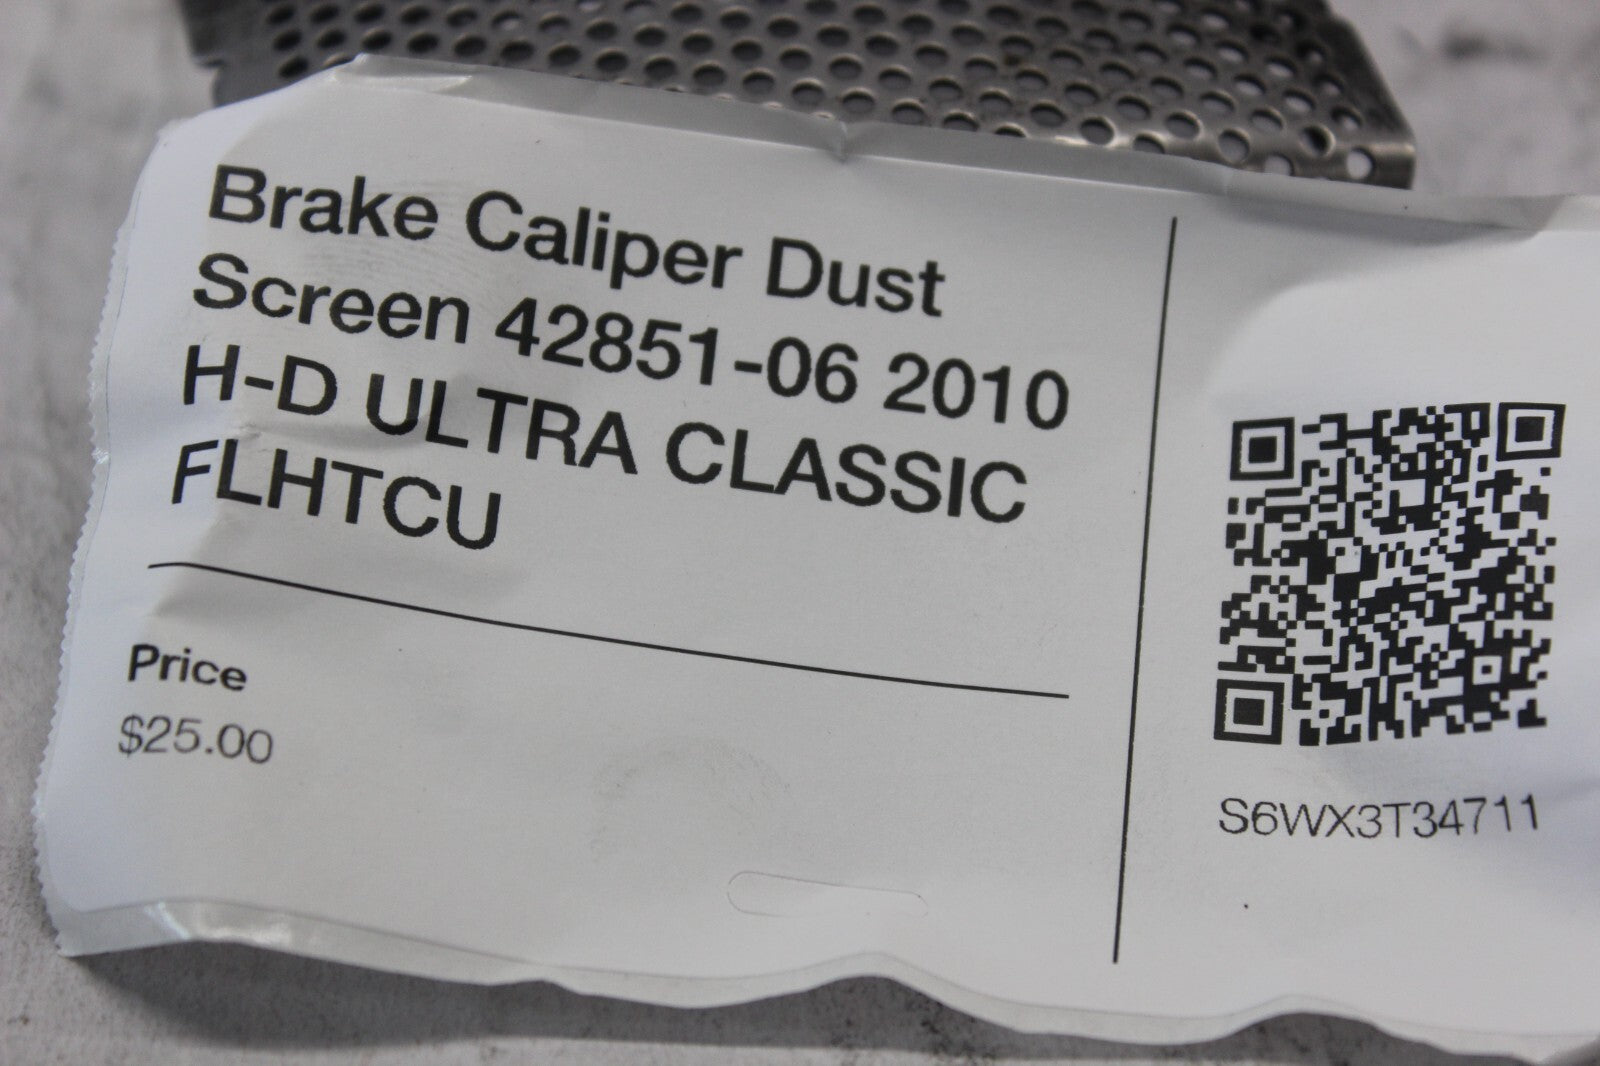 Brake Caliper Dust
Screen 42851-06 2010
H-D ULTRA CLASSIC
FLHTCU
Price
$25.00
S6WX3T34711